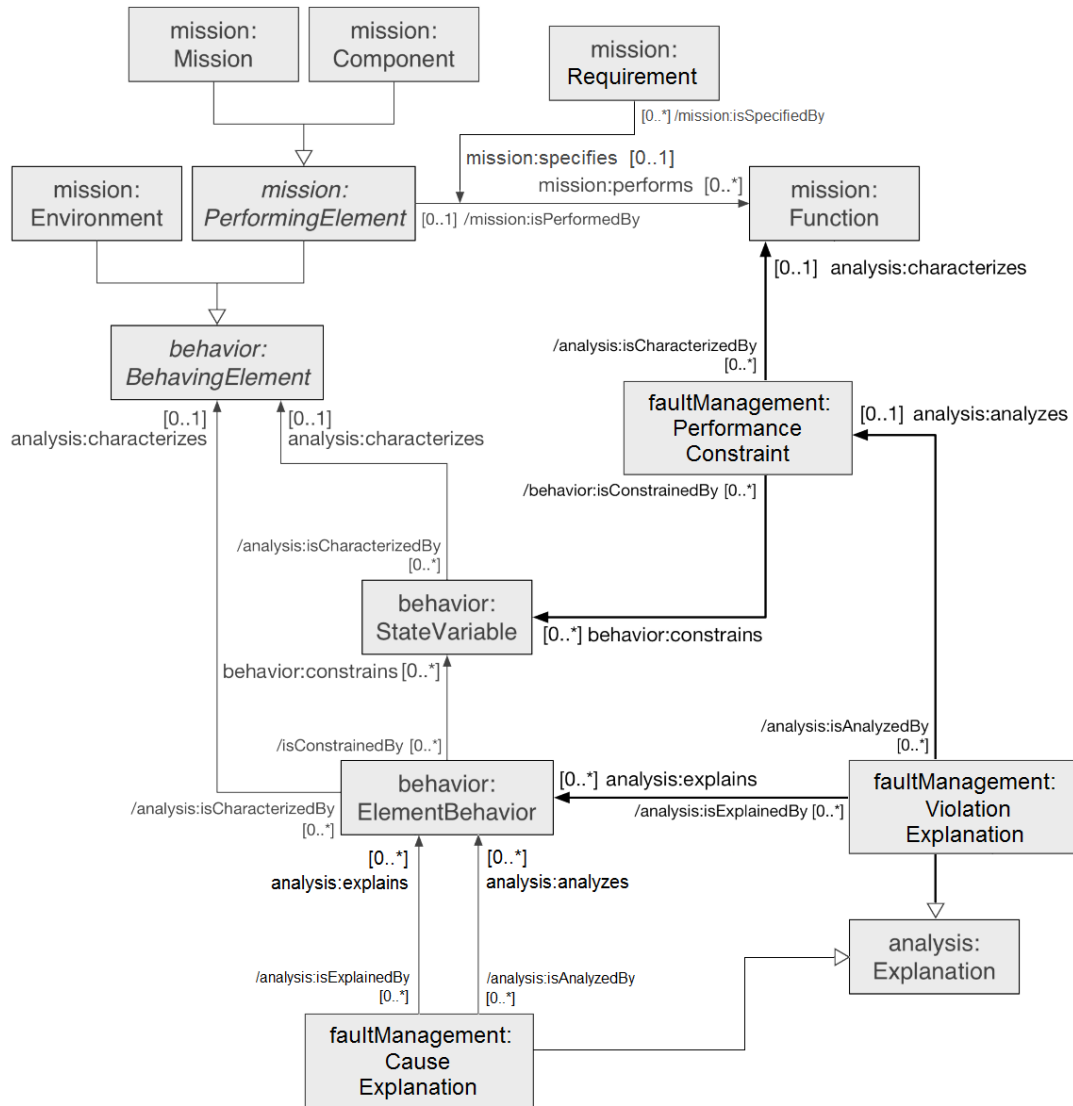 mission:
Mission
mission:
Component
mission:
Requirement
[0..*] /mission:isSpecifiedBy
mission:specifies [0..1]
mission:performs [0..*]
mission:
Environment
mission:
PerformingElement
[0..1] /mission:isPerformedBy
mission:
Function
[0..1] analysis:characterizes
behavior:
BehavingElement
/analysis:isCharacterizedBy
[0..*]
[0..1]
analysis:characterizes
[0..1]
analysis:characterizes
faultManagement:
Performance
Constraint
[0..1] analysis:analyzes
/behavior:isConstrainedBy [0..*]
/analysis:isCharacterizedBy
[0..*]
behavior:
StateVariable
[0..*] behavior:constrains
behavior:constrains [0..*]
/isConstrainedBy [0..*]
/analysis:isAnalyzedBy
[0..*]
behavior:
ElementBehavior
[0..*] analysis:explains
/analysis:isExplainedBy [0..*]
faultManagement:
Violation
Explanation
/analysis:isCharacterizedBy
[0..*]
[0..*]
analysis:explains
[0..*]
analysis:analyzes
analysis:
Explanation
/analysis:isExplainedBy
[0..*]
/analysis:isAnalyzedBy
[0..*]
faultManagement:
Cause
Explanation